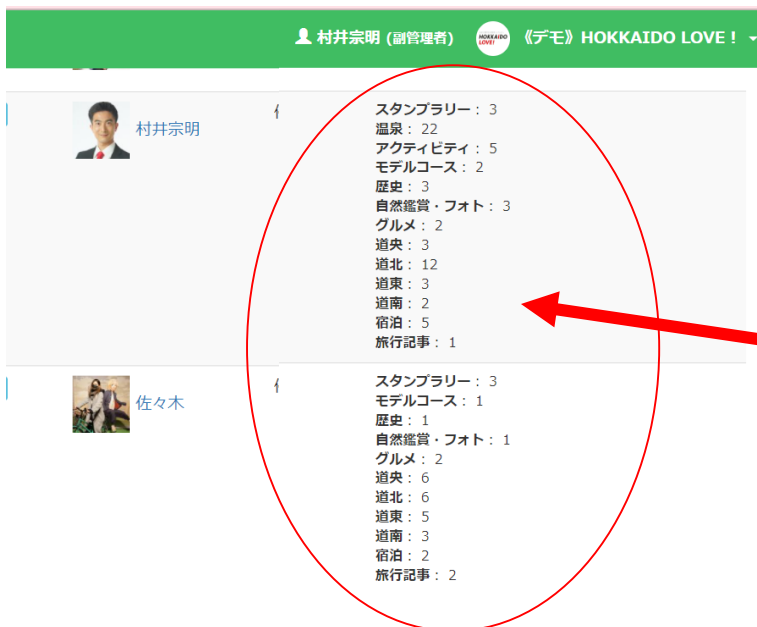 村井宗明 (副管理者) HOKKAIDO LOVE! 《デモ》HOKKAIDO LOVE！
村井宗明
スタンプラリー： 3
温泉： 22
アクティビティ： 5
モデルコース： 2
歴史： 3
自然鑑賞・フォト： 3
グルメ： 2
道央： 3
道北： 12
道東： 3
道南： 2
宿泊： 5
旅行記事： 1
佐々木
スタンプラリー： 3
モデルコース： 1
歴史： 1
自然鑑賞・フォト： 1
グルメ： 2
道央： 6
道北： 6
道東： 5
道南： 3
宿泊： 2
旅行記事： 2